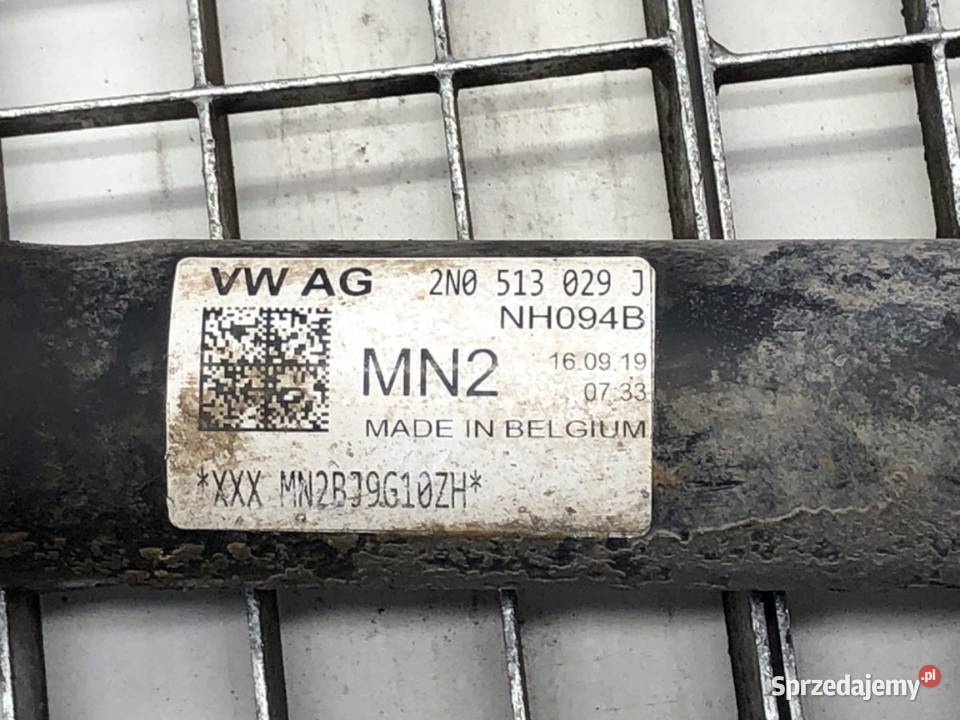 VW AG 2N0 513 029 J
NH094B
MN2 16.09.19
07:33
MADE IN BELGIUM
*XXX MN2BJ9G10ZH*
Sprzedajemy.pl